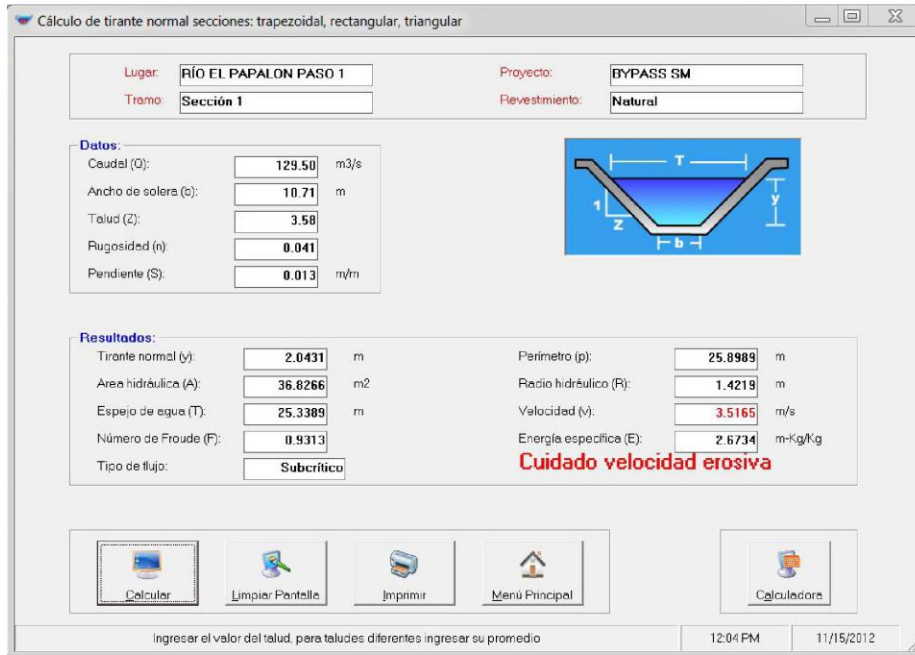 Cálculo de tirante normal secciones: trapezoidal, rectangular, triangular
Lugar: RÍO EL PAPALON PASO 1 Proyecto: BYPASS SM
Tramo: Sección 1 Revestimiento: Natural
Datos:
Caudal (Q): 129.50 m3/s
Ancho de solera (b): 10.71 m
Talud (Z): 3.58
Rugosidad (n): 0.041
Pendiente (S): 0.013 m/m
T
y
1
Z
b
Resultados:
Tirante normal (y): 2.0431 m Perímetro (p): 25.8989 m
Area hidráulica (A): 36.8266 m2 Radio hidráulico (R): 1.4219 m
Espejo de agua (T): 25.3389 m Velocidad (v): 3.5165 m/s
Número de Froude (F): 0.9313 Energía específica (E): 2.6734 m-Kg/Kg
Tipo de flujo: Subcrítico Cuidado velocidad erosiva
Calcular Limpiar Pantalla Imprimir Menú Principal Calculadora
Ingresar el valor del talud, para taludes diferentes ingresar su promedio 12:04 PM 11/15/2012